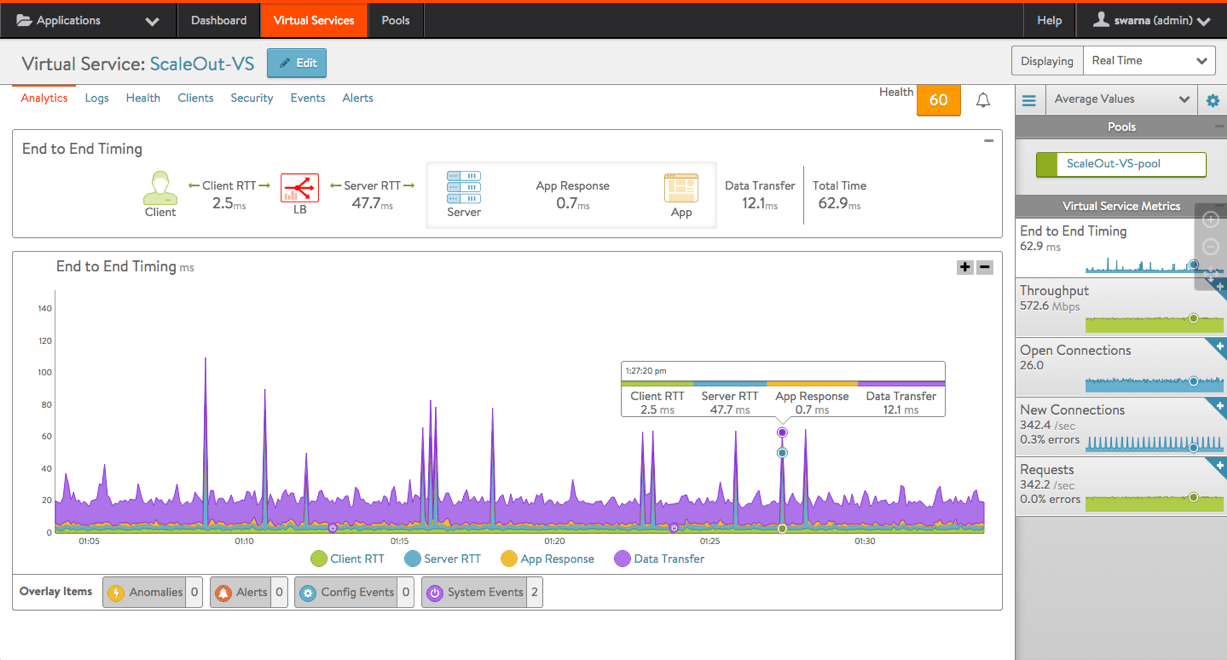 Applications Dashboard Virtual Services Pools Help swarna (admin)
Virtual Service: ScaleOut-VS Edit Displaying Real Time
Analytics Logs Health Clients Security Events Alerts Health 60
End to End Timing
Client
Client RTT
2.5ms
LB
Server RTT
47.7ms
Server
App Response
0.7ms
App
Data Transfer
12.1ms
Total Time
62.9ms
End to End Timing ms
140
120
100
80
60
40
20
0
01:05 01:10 01:15 01:20 01:25 01:30
1:27:20 pm
Client RTT Server RTT App Response Data Transfer
2.5 ms 47.7 ms 0.7 ms 12.1 ms
Client RTT Server RTT App Response Data Transfer
Overlay Items Anomalies 0 Alerts 0 Config Events 0 System Events 2
Average Values
Pools
ScaleOut-VS-pool
Virtual Service Metrics
End to End Timing
62.9 ms
Throughput
572.6 Mbps
Open Connections
26.0
New Connections
342.4 /sec
0.3% errors
Requests
342.2 /sec
0.0% errors